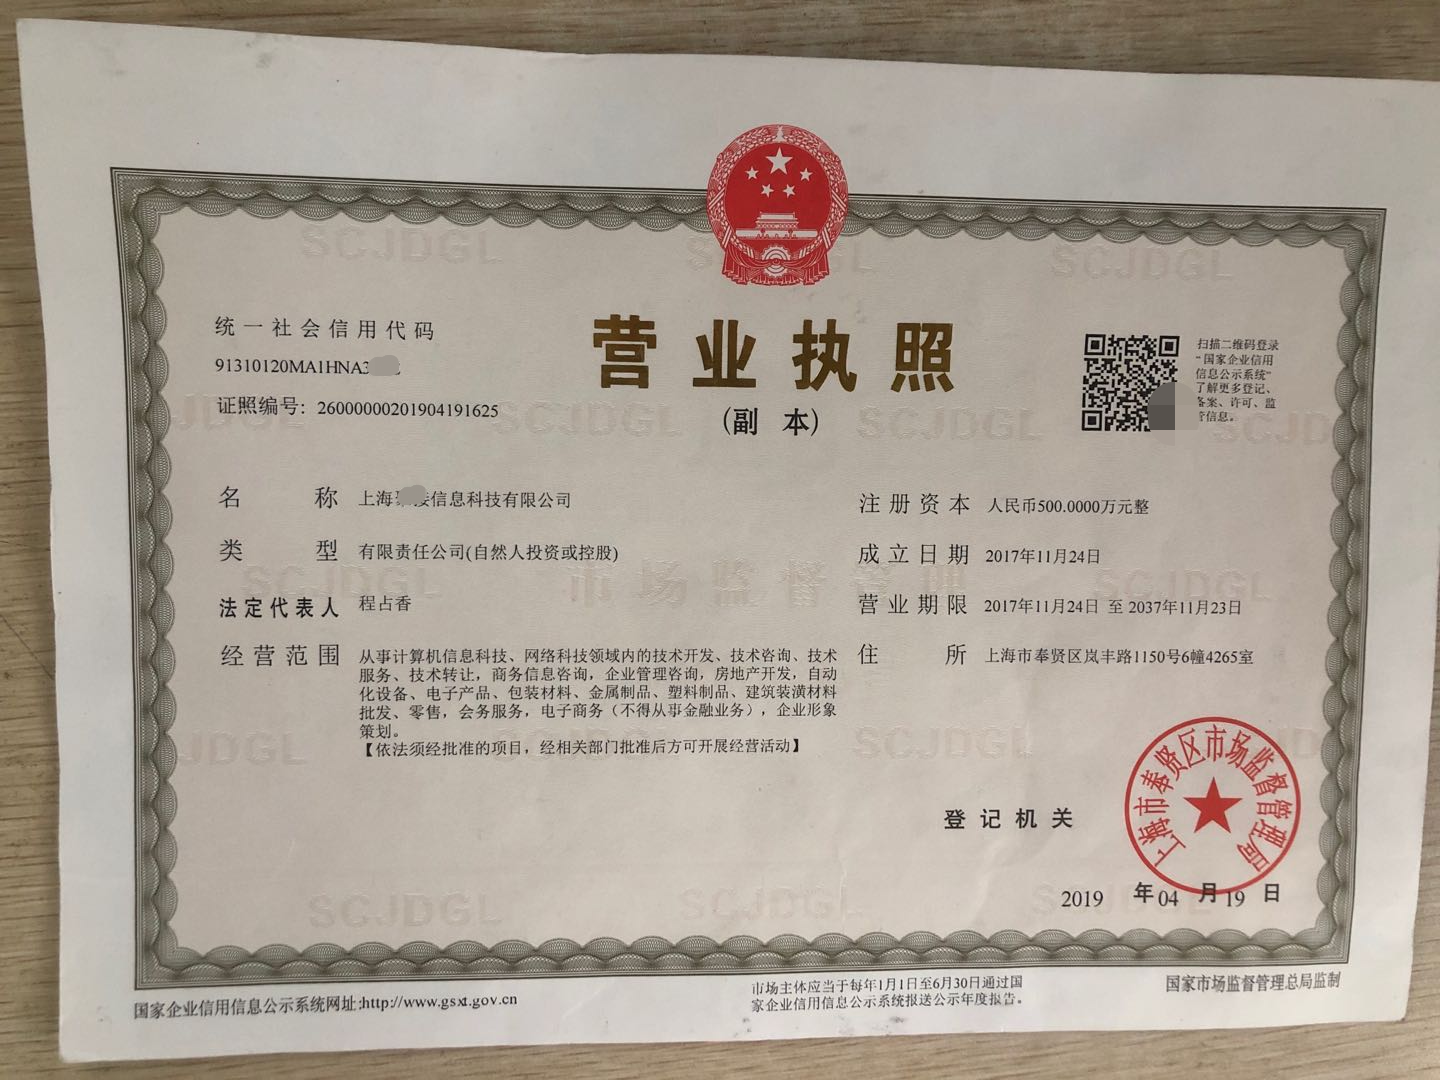 统一社会信用代码
91310120MA1HNA3
证照编号：26000000201904191625
营业执照
（副 本）
扫描二维码登录
“国家企业信用
信息公示系统”
了解更多登记、
备案、许可、监
管信息。
名 称 上海 信息科技有限公司
类 型 有限责任公司(自然人投资或控股)
法定代表人 程占香
经营范围 从事计算机信息科技、网络科技领域内的技术开发、技术咨询、技术
服务、技术转让，商务信息咨询，企业管理咨询，房地产开发，自动
化设备、电子产品、包装材料、金属制品、塑料制品、建筑装潢材料
批发、零售，会务服务，电子商务（不得从事金融业务），企业形象
策划。
【依法须经批准的项目，经相关部门批准后方可开展经营活动】
注册资本 人民币500.0000万元整
成立日期 2017年11月24日
营业期限 2017年11月24日 至 2037年11月23日
住 所 上海市奉贤区岚丰路1150号6幢4265室
登记机关
上海市奉贤区市场监督管理局
2019 年 04 月 19 日
国家企业信用信息公示系统网址:http://www.gsxt.gov.cn
市场主体应当于每年1月1日至6月30日通过国
家企业信用信息公示系统报送公示年度报告。
国家市场监督管理总局监制
SCJDGL
市场监督管理